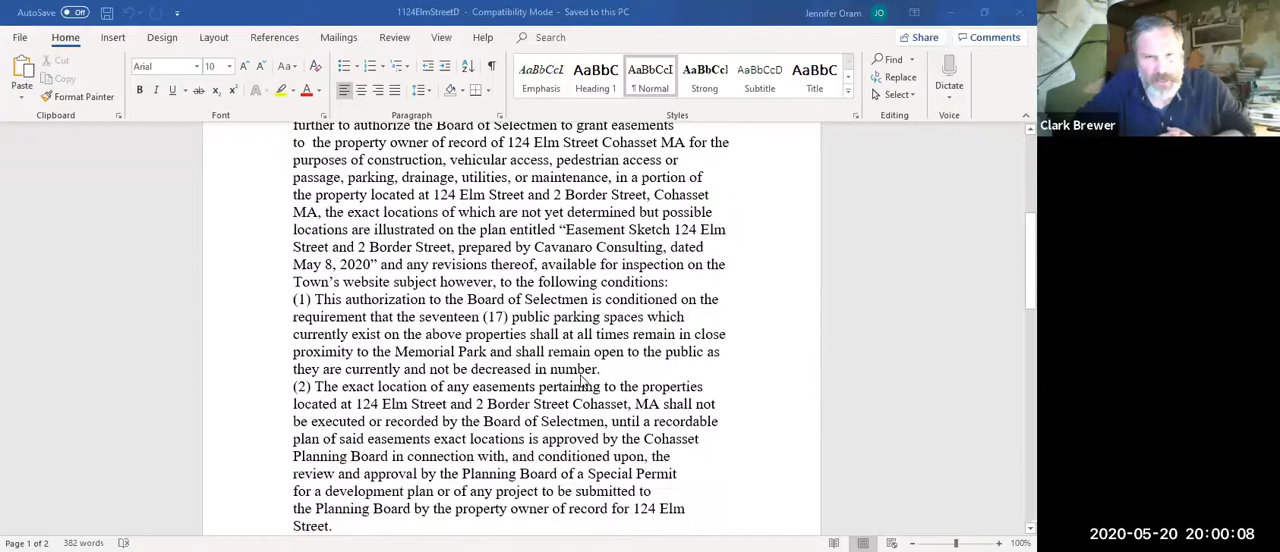 AutoSave Off 1124ElmStreetD - Compatibility Mode - Saved to this PC Jennifer Oram JO
File Home Insert Design Layout References Mailings Review View Help Search Share Comments
Paste Cut Copy Format Painter
Arial 10
AaBbCcI Emphasis AaBbC Heading 1 AaBbCcI ¶ Normal AaBbCcI Strong AaBbCcD Subtitle AaBbC Title
Find Replace Select Dictate
Clipboard Font Paragraph Styles Editing Voice
further to authorize the Board of Selectmen to grant easements
to the property owner of record of 124 Elm Street Cohasset MA for the
purposes of construction, vehicular access, pedestrian access or
passage, parking, drainage, utilities, or maintenance, in a portion of
the property located at 124 Elm Street and 2 Border Street, Cohasset
MA, the exact locations of which are not yet determined but possible
locations are illustrated on the plan entitled “Easement Sketch 124 Elm
Street and 2 Border Street, prepared by Cavanaro Consulting, dated
May 8, 2020” and any revisions thereof, available for inspection on the
Town’s website subject however, to the following conditions:
(1) This authorization to the Board of Selectmen is conditioned on the
requirement that the seventeen (17) public parking spaces which
currently exist on the above properties shall at all times remain in close
proximity to the Memorial Park and shall remain open to the public as
they are currently and not be decreased in number.
(2) The exact location of any easements pertaining to the properties
located at 124 Elm Street and 2 Border Street Cohasset, MA shall not
be executed or recorded by the Board of Selectmen, until a recordable
plan of said easements exact locations is approved by the Cohasset
Planning Board in connection with, and conditioned upon, the
review and approval by the Planning Board of a Special Permit
for a development plan or of any project to be submitted to
the Planning Board by the property owner of record for 124 Elm
Street.
Page 1 of 2 382 words 100%
Clark Brewer
2020-05-20 20:00:08